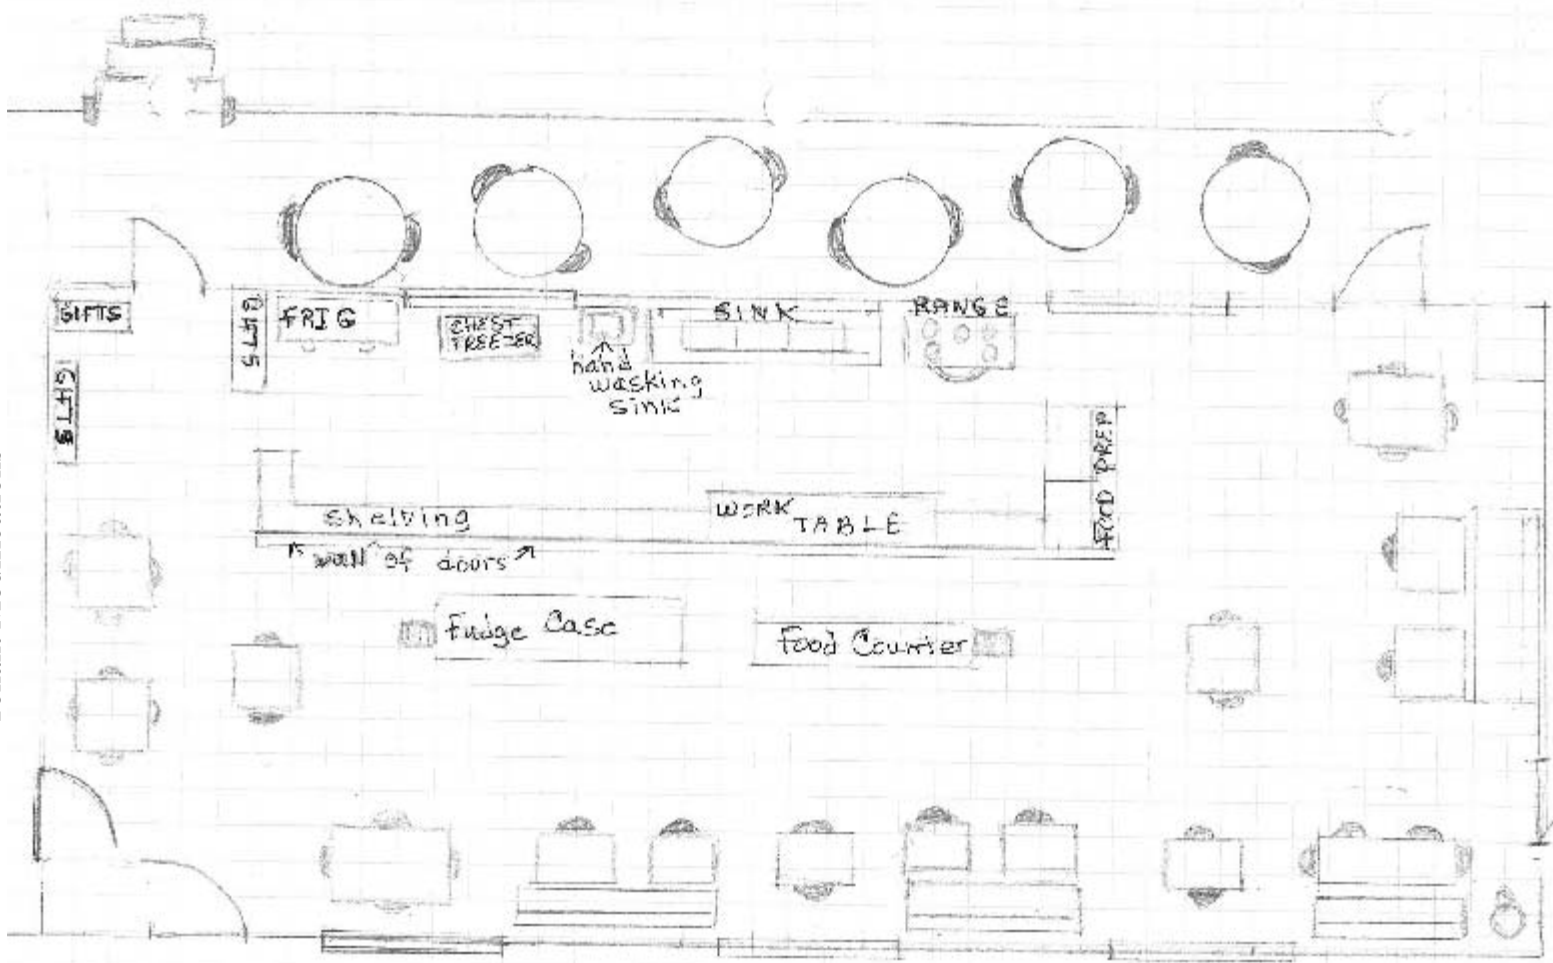 GIFTS
GIFTS
GIFTS
FRIG
CHEST
FREEZER
hand
wasking
sink
SINK
RANGE
FOOD PREP
shelving
WORK
TABLE
wall of doors
Fudge Case
Food Counter